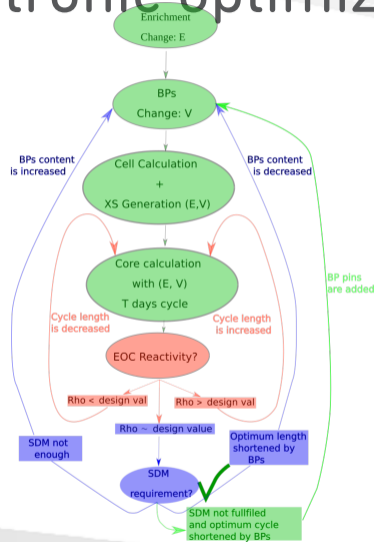 tronic optimiz
Enrichment
Change: E
BPs
Change: V
BPs content
is increased
BPs content
is decreased
Cell Calculation
+
XS Generation (E,V)
Core calculation
with (E, V)
T days cycle
BP pins
are added
Cycle length
is decreased
Cycle length
is increased
EOC Reactivity?
Rho < design val
Rho > design val
Rho ~ design value
SDM not
enough
Optimum length
shortened by
BPs
SDM
requirement?
SDM not fullfiled
and optimum cycle
shortened by BPs